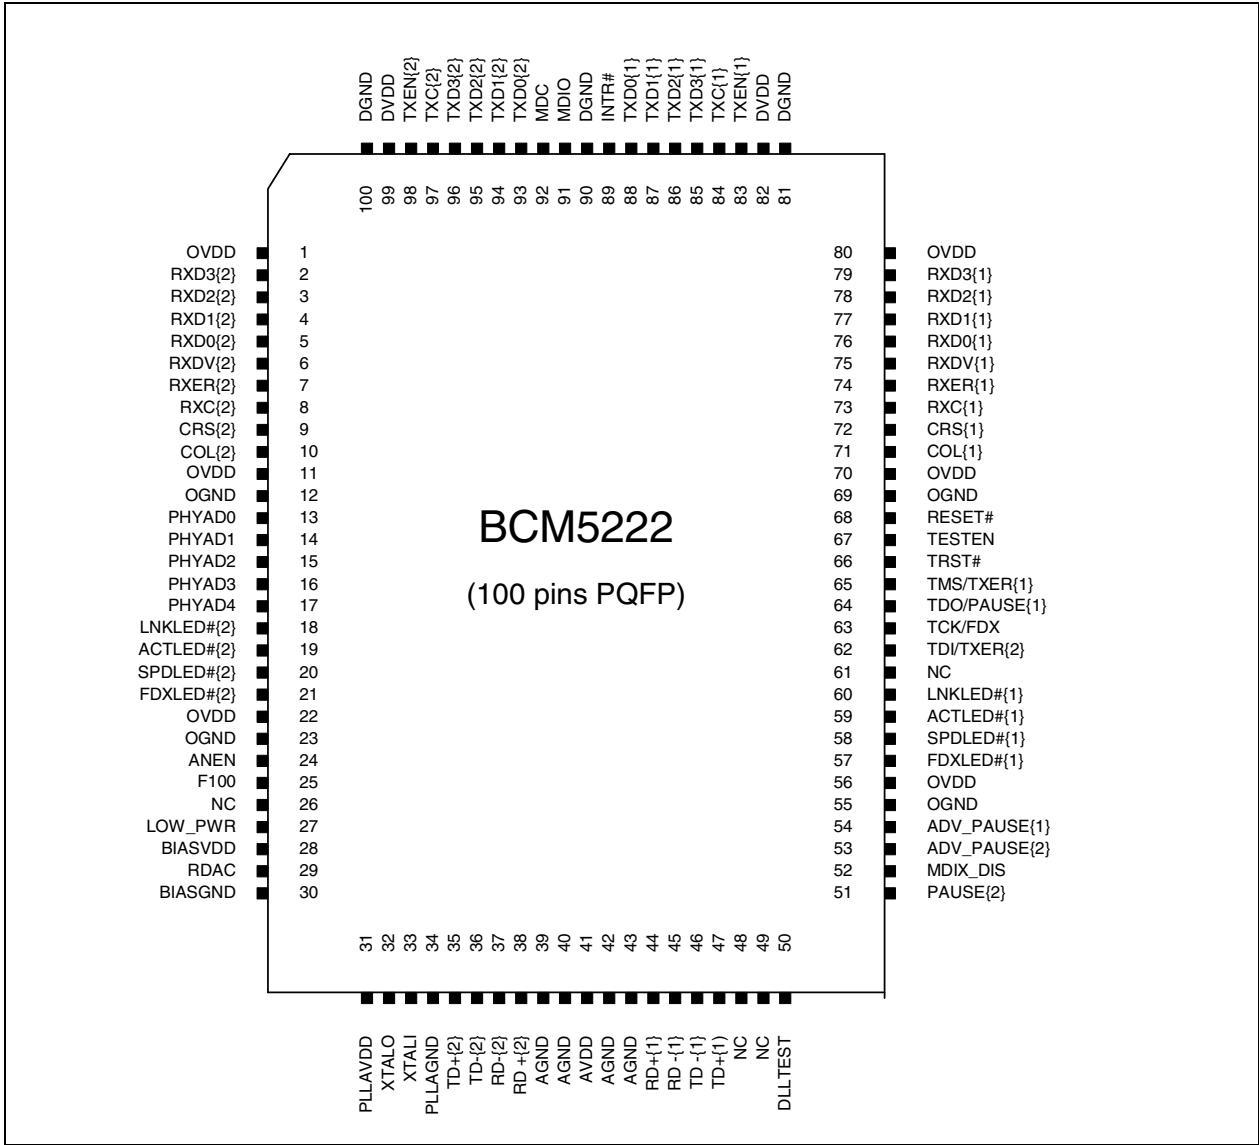 DGND
DVDD
TXEN{2}
TXC{2}
TXD3{2}
TXD2{2}
TXD1{2}
TXD0{2}
MDC
MDIO
DGND
INTR#
TXD0{1}
TXD1{1}
TXD2{1}
TXD3{1}
TXC{1}
TXEN{1}
DVDD
DGND
100
99
98
97
96
95
94
93
92
91
90
89
88
87
86
85
84
83
82
81
OVDD 1
RXD3{2} 2
RXD2{2} 3
RXD1{2} 4
RXD0{2} 5
RXDV{2} 6
RXER{2} 7
RXC{2} 8
CRS{2} 9
COL{2} 10
OVDD 11
OGND 12
PHYAD0 13
PHYAD1 14
PHYAD2 15
PHYAD3 16
PHYAD4 17
LNKLED#{2} 18
ACTLED#{2} 19
SPDLED#{2} 20
FDXLED#{2} 21
OVDD 22
OGND 23
ANEN 24
F100 25
NC 26
LOW_PWR 27
BIASVDD 28
RDAC 29
BIASGND 30
BCM5222
(100 pins PQFP)
80 OVDD
79 RXD3{1}
78 RXD2{1}
77 RXD1{1}
76 RXD0{1}
75 RXDV{1}
74 RXER{1}
73 RXC{1}
72 CRS{1}
71 COL{1}
70 OVDD
69 OGND
68 RESET#
67 TESTEN
66 TRST#
65 TMS/TXER{1}
64 TDO/PAUSE{1}
63 TCK/FDX
62 TDI/TXER{2}
61 NC
60 LNKLED#{1}
59 ACTLED#{1}
58 SPDLED#{1}
57 FDXLED#{1}
56 OVDD
55 OGND
54 ADV_PAUSE{1}
53 ADV_PAUSE{2}
52 MDIX_DIS
51 PAUSE{2}
31
32
33
34
35
36
37
38
39
40
41
42
43
44
45
46
47
48
49
50
PLLAVDD
XTALO
XTALI
PLLAGND
TD+{2}
TD-{2}
RD-{2}
RD +{2}
AGND
AGND
AVDD
AGND
AGND
RD+{1}
RD -{1}
TD -{1}
TD+{1)
NC
NC
DLLTEST